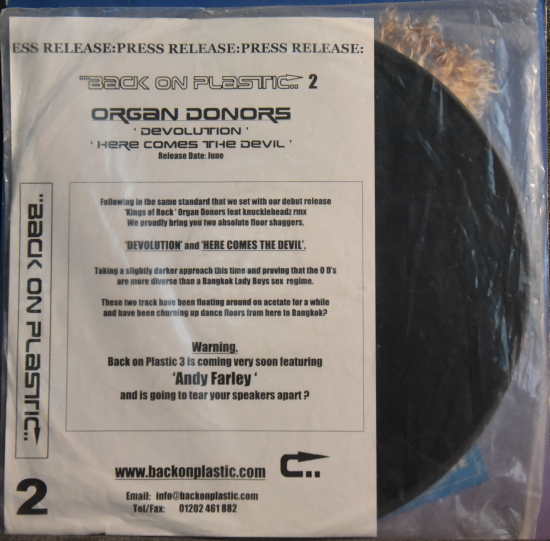 ESS RELEASE:PRESS RELEASE:PRESS RELEASE:
"BACK ON PLASTIC.. 2
ORGAN DONORS
' DEVOLUTION '
' HERE COMES THE DEVIL '
Release Date: June
Following in the same standard that we set with our debut release
'Kings of Rock ' Organ Donors feat knuckleheadz rmx
We proudly bring you two absolute floor shaggers,
'DEVOLUTION' and 'HERE COMES THE DEVIL'.
Taking a slightly darker approach this time and proving that the O D's
are more diverse than a Bangkok Lady Boys sex regime.
These two track have been floating around on acetate for a while
and have been churning up dance floors from here to Bangkok?
Warning.
Back on Plastic 3 is coming very soon featuring
'Andy Farley '
and is going to tear your speakers apart ?
www.backonplastic.com
Email: info@backonplastic.com
Tel/Fax: 01202 461 882
"BACK ON PLASTIC..
2